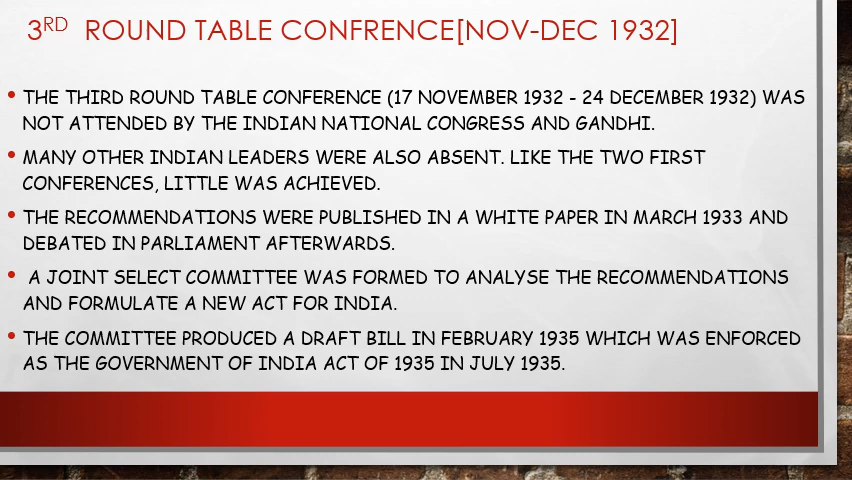 3RD ROUND TABLE CONFRENCE[NOV-DEC 1932]
• THE THIRD ROUND TABLE CONFERENCE (17 NOVEMBER 1932 - 24 DECEMBER 1932) WAS
NOT ATTENDED BY THE INDIAN NATIONAL CONGRESS AND GANDHI.
• MANY OTHER INDIAN LEADERS WERE ALSO ABSENT. LIKE THE TWO FIRST
CONFERENCES, LITTLE WAS ACHIEVED.
• THE RECOMMENDATIONS WERE PUBLISHED IN A WHITE PAPER IN MARCH 1933 AND
DEBATED IN PARLIAMENT AFTERWARDS.
• A JOINT SELECT COMMITTEE WAS FORMED TO ANALYSE THE RECOMMENDATIONS
AND FORMULATE A NEW ACT FOR INDIA.
• THE COMMITTEE PRODUCED A DRAFT BILL IN FEBRUARY 1935 WHICH WAS ENFORCED
AS THE GOVERNMENT OF INDIA ACT OF 1935 IN JULY 1935.